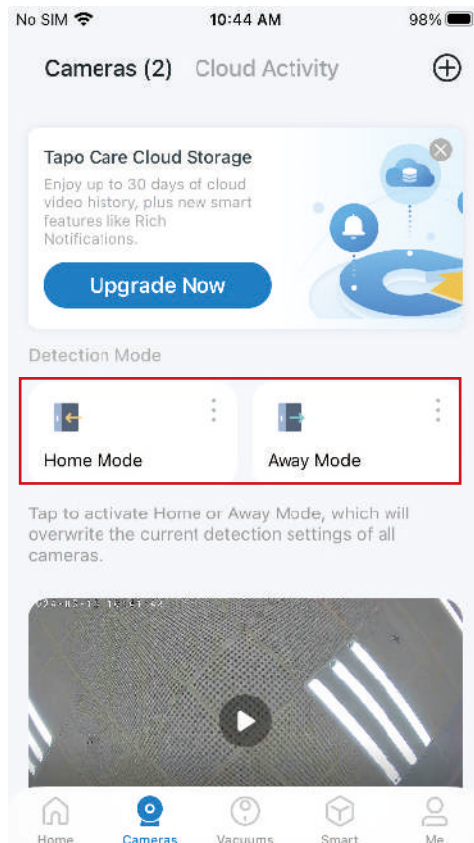 No SIM 10:44 AM 98%
Cameras (2) Cloud Activity
Tapo Care Cloud Storage
Enjoy up to 30 days of cloud
video history, plus new smart
features like Rich
Notifications.
Upgrade Now
Detection Mode
Home Mode Away Mode
Tap to activate Home or Away Mode, which will
overwrite the current detection settings of all
cameras.
Home Cameras Vacuums Smart Me